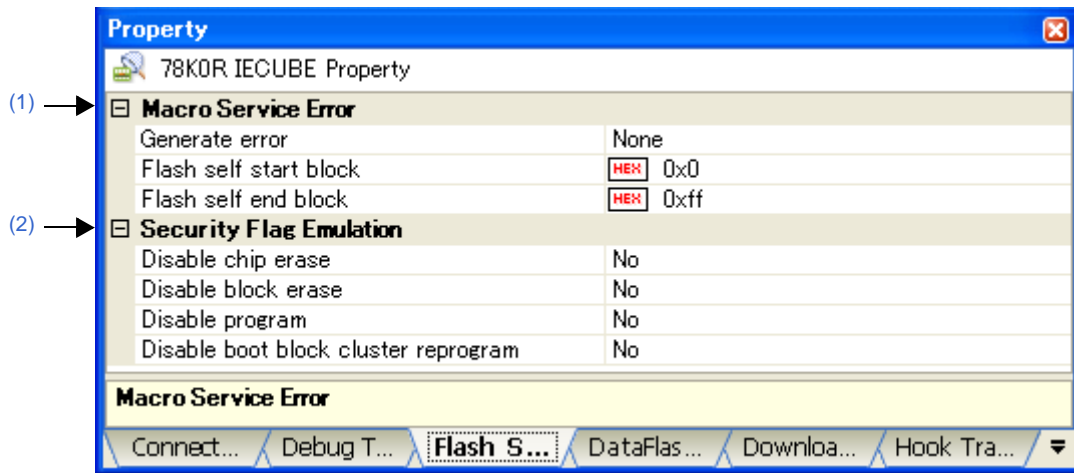 Property
78K0R IECUBE Property
(1)
Macro Service Error
Generate error None
Flash self start block HEX 0x0
Flash self end block HEX 0xff
(2)
Security Flag Emulation
Disable chip erase No
Disable block erase No
Disable program No
Disable boot block cluster reprogram No
Macro Service Error
Connect... Debug T... Flash S... DataFlas... Downloa... Hook Tra...